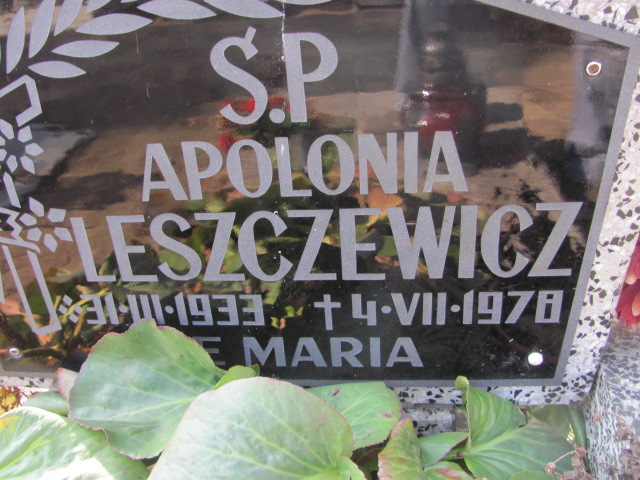 Ś.P
APOLONIA
LESZCZEWICZ
*31·III·1933 †4·VII·1978
E MARIA